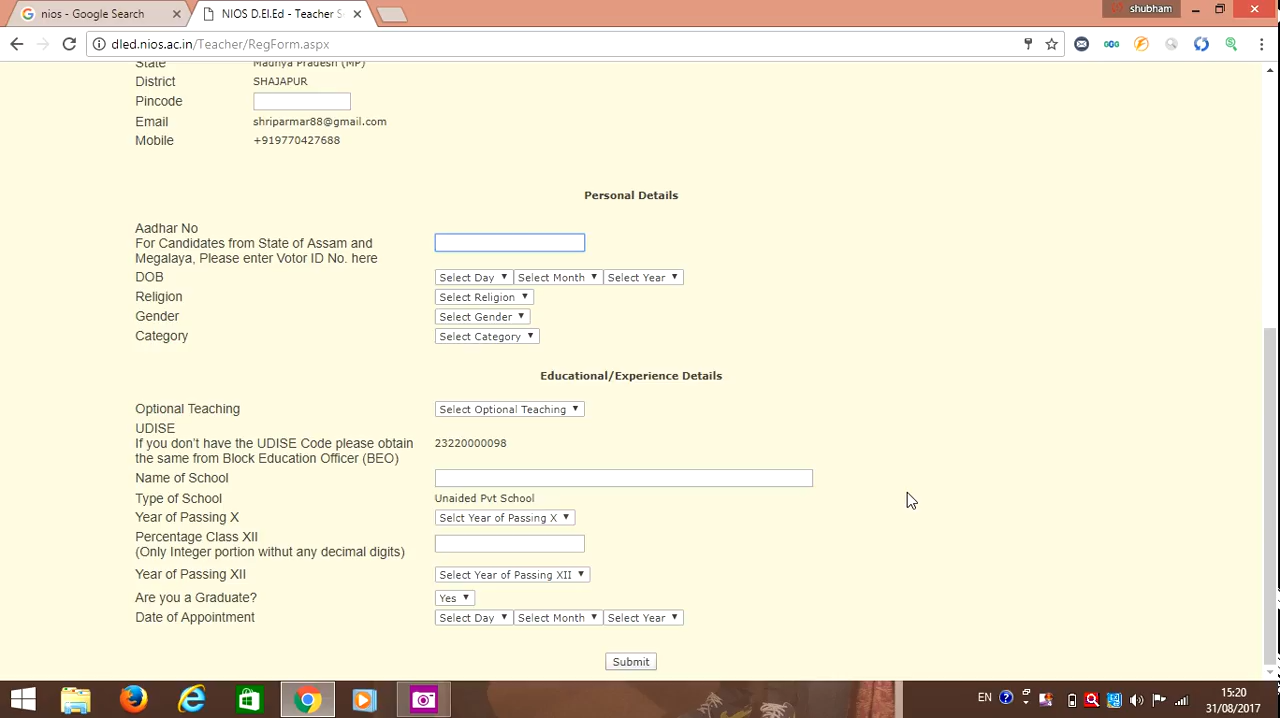 nios - Google Search
NIOS D.El.Ed - Teacher S
shubham
dled.nios.ac.in/Teacher/RegForm.aspx
State Madhya Pradesh (MP)
District SHAJAPUR
Pincode
Email shriparmar88@gmail.com
Mobile +919770427688
Personal Details
Aadhar No
For Candidates from State of Assam and
Megalaya, Please enter Votor ID No. here
DOB Select Day Select Month Select Year
Religion Select Religion
Gender Select Gender
Category Select Category
Educational/Experience Details
Optional Teaching Select Optional Teaching
UDISE
If you don't have the UDISE Code please obtain 23220000098
the same from Block Education Officer (BEO)
Name of School
Type of School Unaided Pvt School
Year of Passing X Selct Year of Passing X
Percentage Class XII
(Only Integer portion withut any decimal digits)
Year of Passing XII Select Year of Passing XII
Are you a Graduate? Yes
Date of Appointment Select Day Select Month Select Year
Submit
EN
15:20
31/08/2017